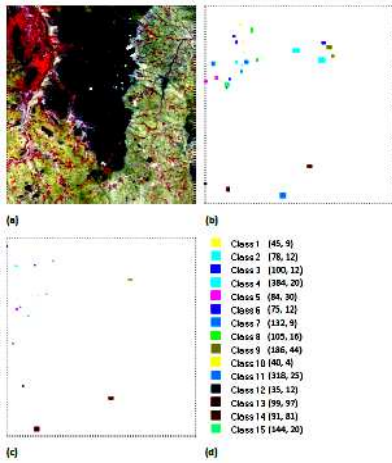 (a)
(b)
Class 1 (45, 9)
Class 2 (78, 12)
Class 3 (100, 12)
Class 4 (384, 20)
Class 5 (84, 30)
Class 6 (75, 12)
Class 7 (132, 9)
Class 8 (105, 16)
Class 9 (186, 44)
Class 10 (40, 4)
Class 11 (318, 25)
Class 12 (35, 12)
Class 13 (99, 97)
Class 14 (91, 81)
Class 15 (144, 20)
(c)
(d)